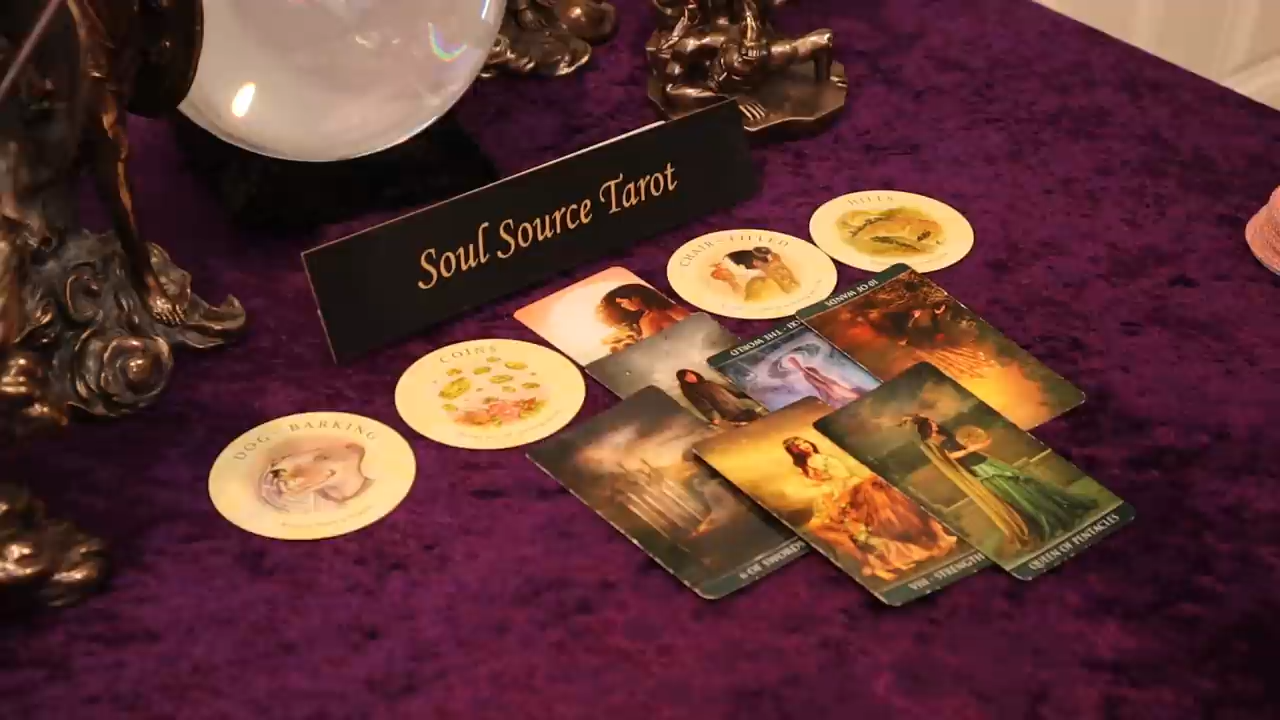 Soul Source Tarot
HILLS
CHAIR - FILLED
COINS
DOG - BARKING
10 OF WANDS
THE WORLD
6 OF SWORDS
VIII - STRENGTH
QUEEN OF PENTACLES